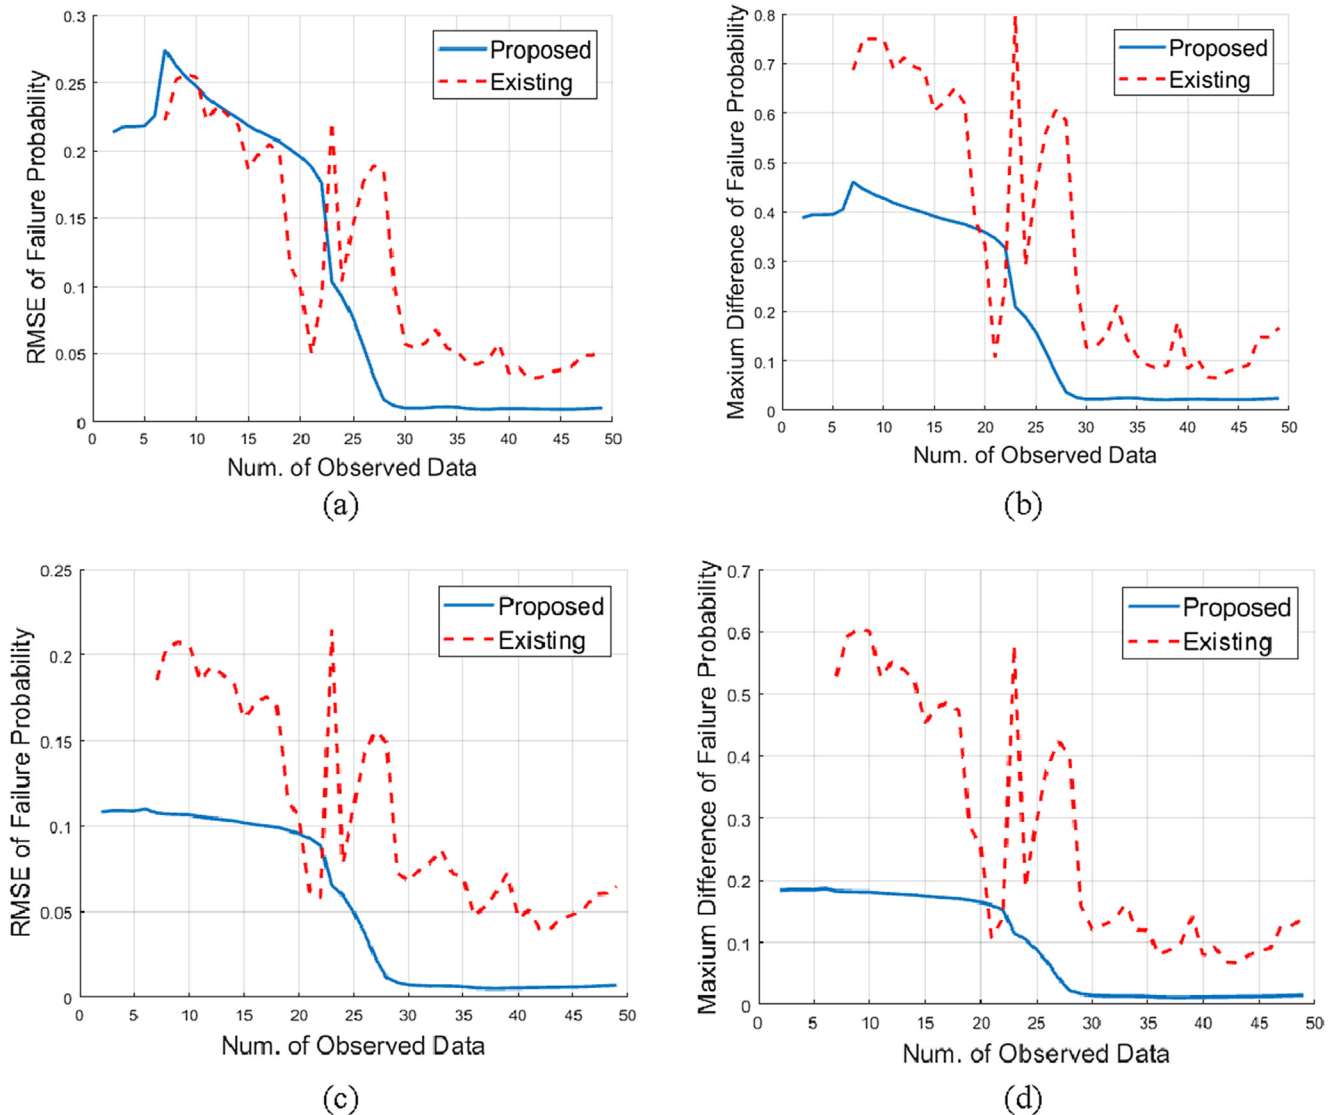 RMSE of Failure Probability
0.3
0.25
0.2
0.15
0.1
0.05
0
Proposed
Existing
0 5 10 15 20 25 30 35 40 45 50
Num. of Observed Data
(a)
Maxium Difference of Failure Probability
0.8
0.7
0.6
0.5
0.4
0.3
0.2
0.1
0
Proposed
Existing
0 5 10 15 20 25 30 35 40 45 50
Num. of Observed Data
(b)
RMSE of Failure Probability
0.25
0.2
0.15
0.1
0.05
0
Proposed
Existing
0 5 10 15 20 25 30 35 40 45 50
Num. of Observed Data
(c)
Maxium Difference of Failure Probability
0.7
0.6
0.5
0.4
0.3
0.2
0.1
0
Proposed
Existing
0 5 10 15 20 25 30 35 40 45 50
Num. of Observed Data
(d)